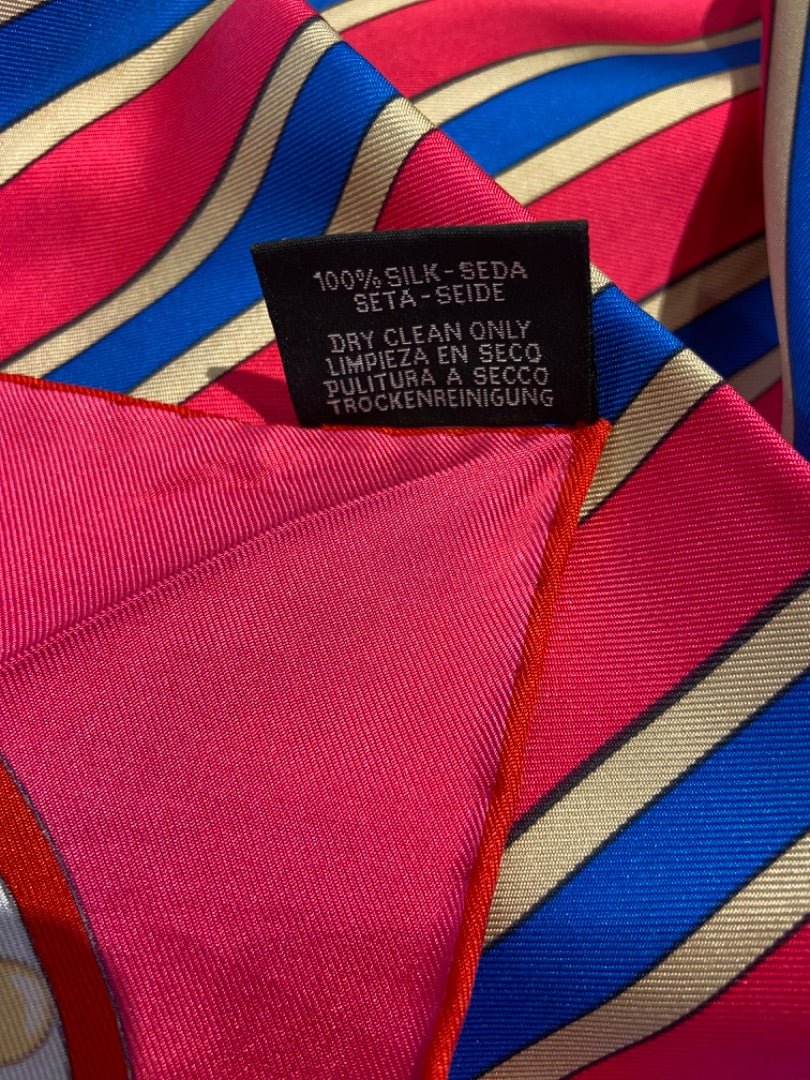 100% SILK-SEDA
SETA-SEIDE
DRY CLEAN ONLY
LIMPIEZA EN SECO
PULITURA A SECCO
TROCKENREINIGUNG